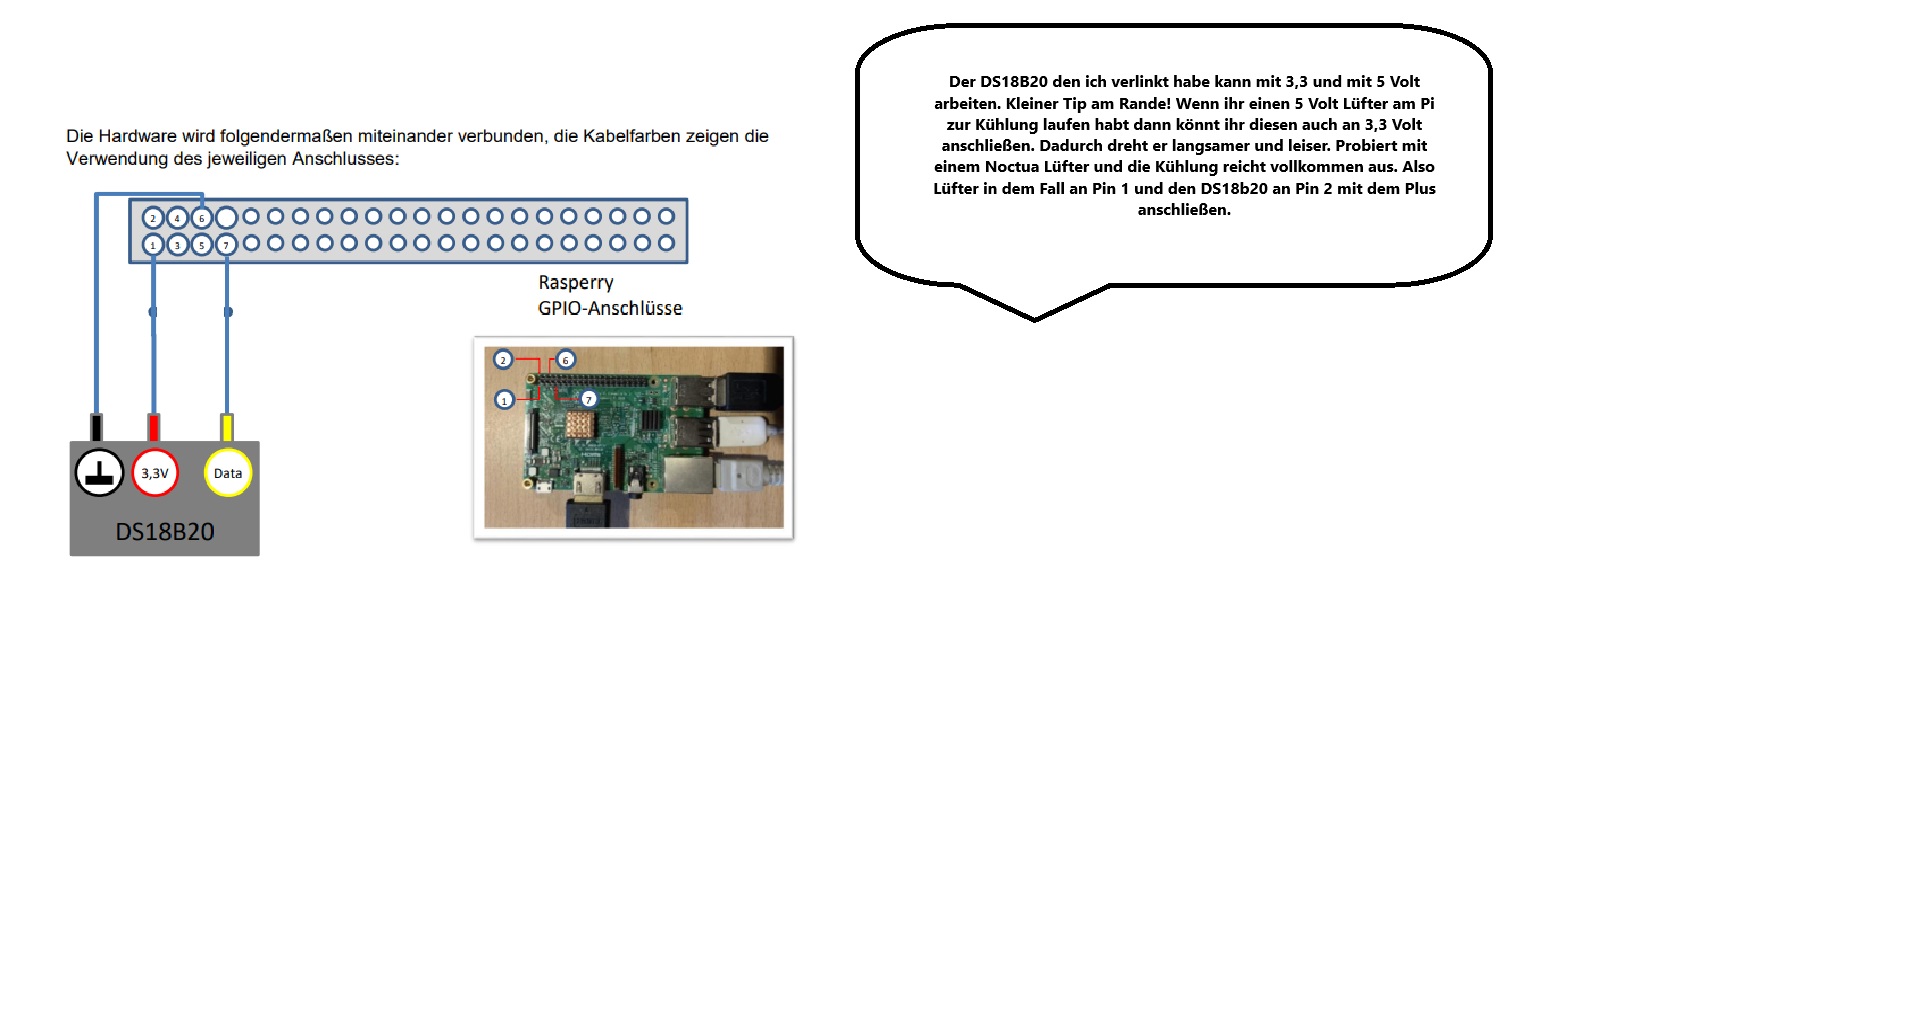 Die Hardware wird folgendermaßen miteinander verbunden, die Kabelfarben zeigen die
Verwendung des jeweiligen Anschlusses:
2 4 6
1 3 5 7
Rasperry
GPIO-Anschlüsse
2 6
1 7
3,3V Data
DS18B20
Der DS18B20 den ich verlinkt habe kann mit 3,3 und mit 5 Volt
arbeiten. Kleiner Tip am Rande! Wenn ihr einen 5 Volt Lüfter am Pi
zur Kühlung laufen habt dann könnt ihr diesen auch an 3,3 Volt
anschließen. Dadurch dreht er langsamer und leiser. Probiert mit
einem Noctua Lüfter und die Kühlung reicht vollkommen aus. Also
Lüfter in dem Fall an Pin 1 und den DS18b20 an Pin 2 mit dem Plus
anschließen.